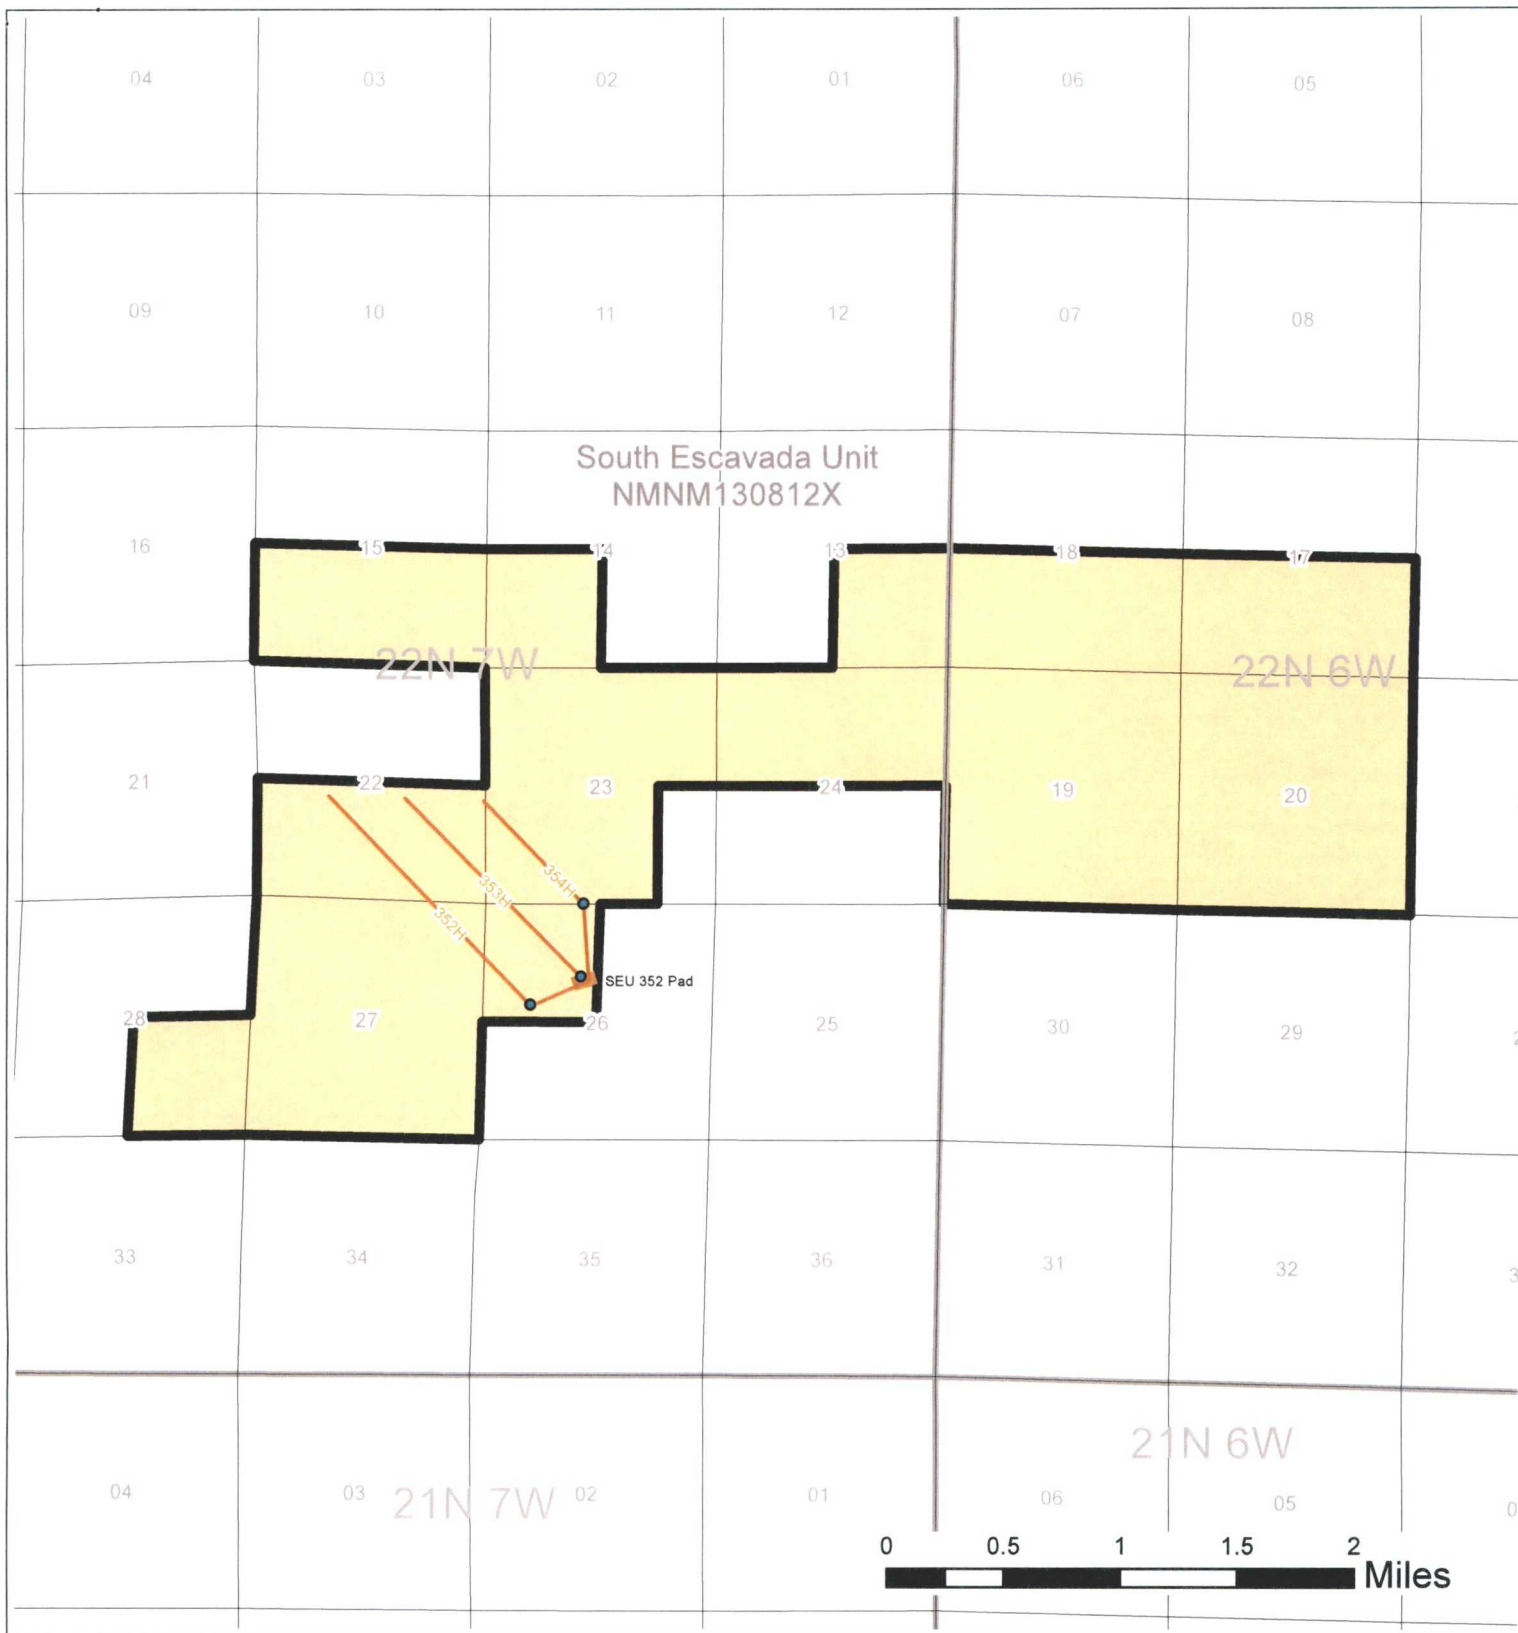 04 03 02 01 06 05
09 10 11 12 07 08
South Escavada Unit
NMNM130812X
16 15 14 13 18 17
22N 7W 22N 6W
21 22 23 24 19 20
354H
353H
352H
SEU 352 Pad
28 27 26 25 30 29
33 34 35 36 31 32
21N 6W
04 03 21N 7W 02 01 06 05
0 0.5 1 1.5 2
Miles